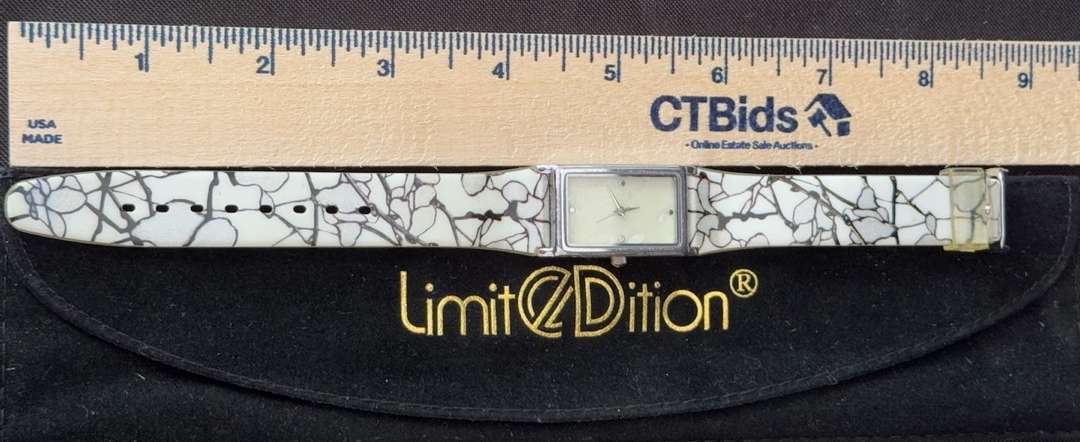 1 2 3 4 5 6 7 8 9
USA
MADE
CTBids
- Online Estate Sale Auctions -
LimitEDition®